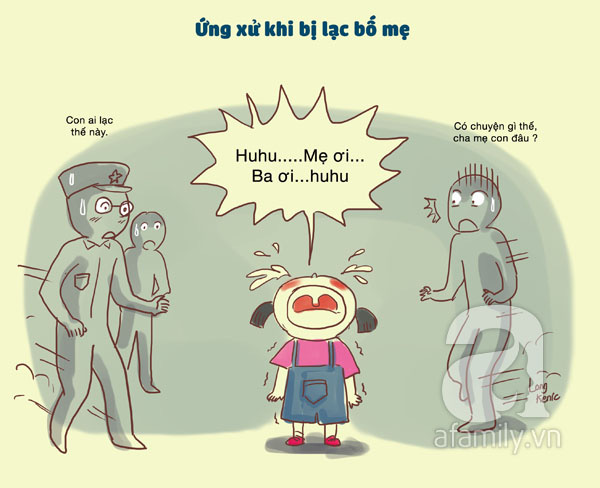 Ứng xử khi bị lạc bố mẹ
Con ai lạc
thế này.
Huhu.....Mẹ ơi...
Ba ơi...huhu
Có chuyện gì thế,
cha mẹ con đâu ?
Long
Kenic
a
afamily.vn